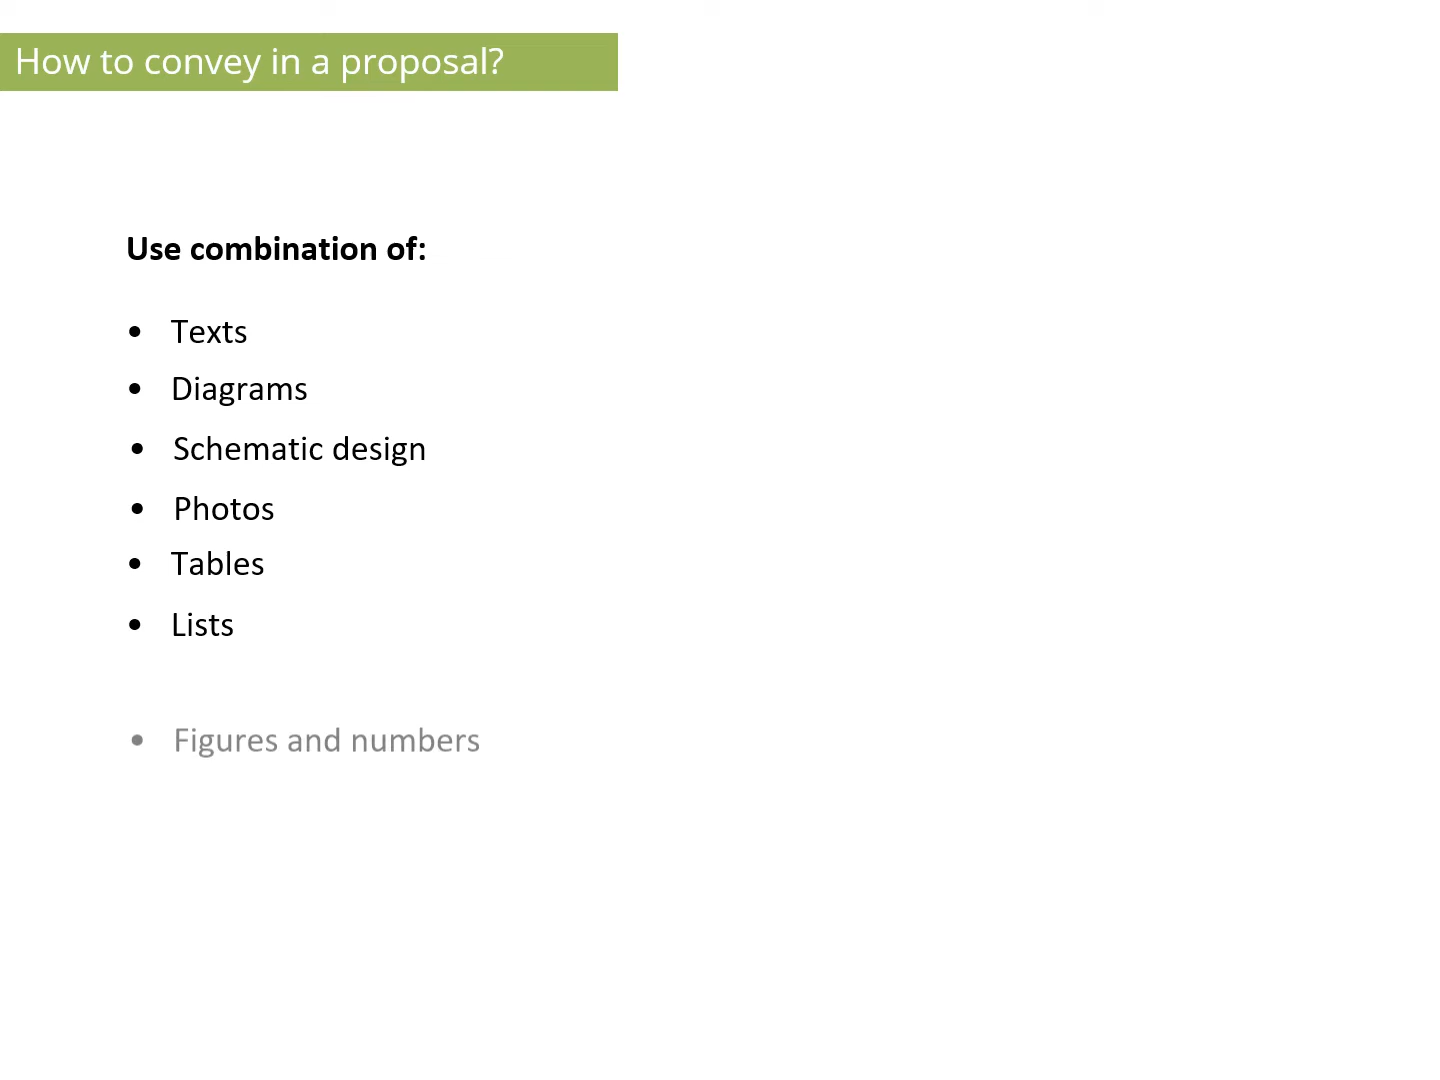 How to convey in a proposal?
Use combination of:
• Texts
• Diagrams
• Schematic design
• Photos
• Tables
• Lists
• Figures and numbers